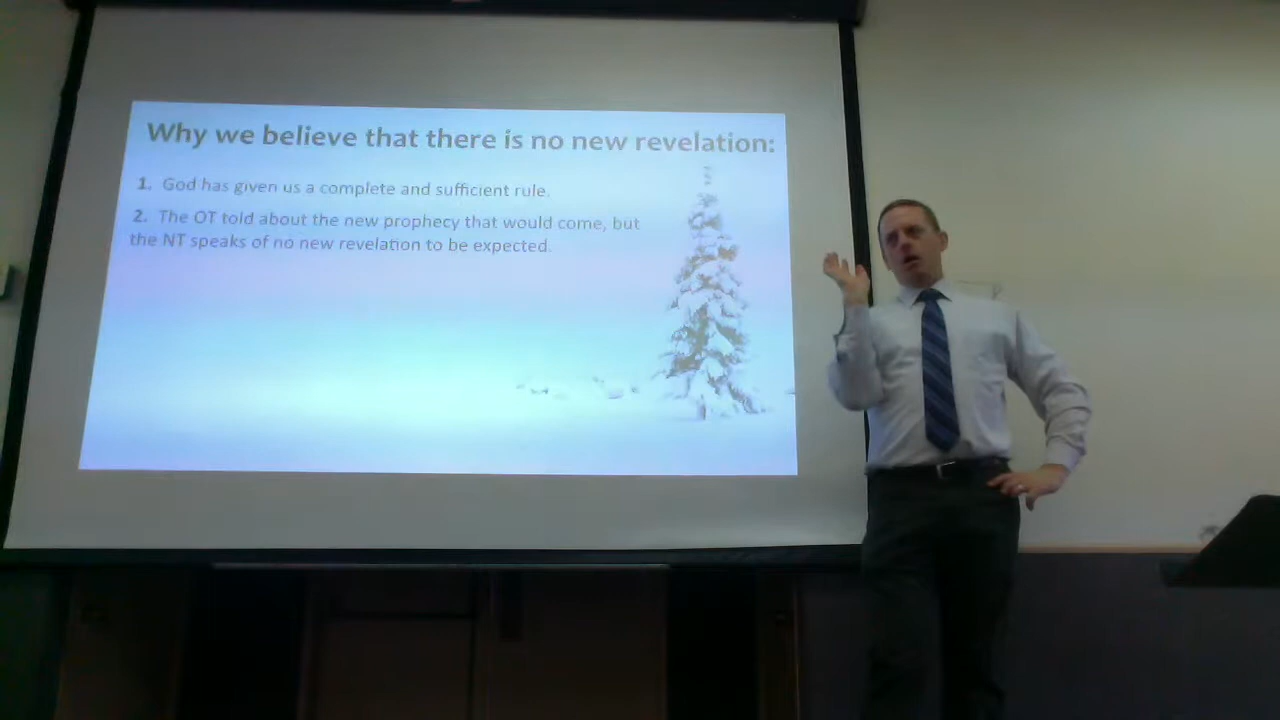 Why we believe that there is no new revelation:
1. God has given us a complete and sufficient rule.
2. The OT told about the new prophecy that would come, but
the NT speaks of no new revelation to be expected.